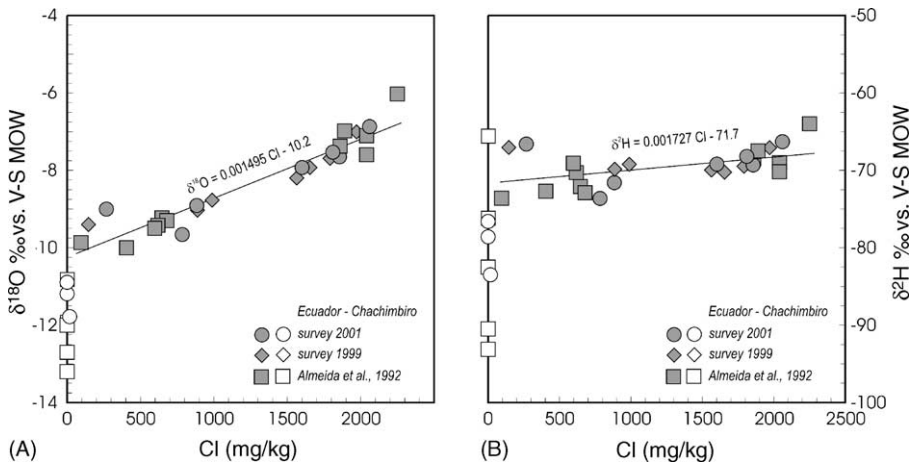 -4
-6
-8
-10
-12
-14
δ18O ‰ vs. V-S MOW
δ18O = 0.001495 Cl - 10.2
Ecuador - Chachimbiro
survey 2001
survey 1999
Almeida et al., 1992
0 500 1000 1500 2000
(A) Cl (mg/kg)
δ²H = 0.001727 Cl - 71.7
Ecuador - Chachimbiro
survey 2001
survey 1999
Almeida et al., 1992
0 500 1000 1500 2000 2500
(B) Cl (mg/kg)
-50
-60
-70
-80
-90
-100
δ²H ‰ vs. V-S MOW